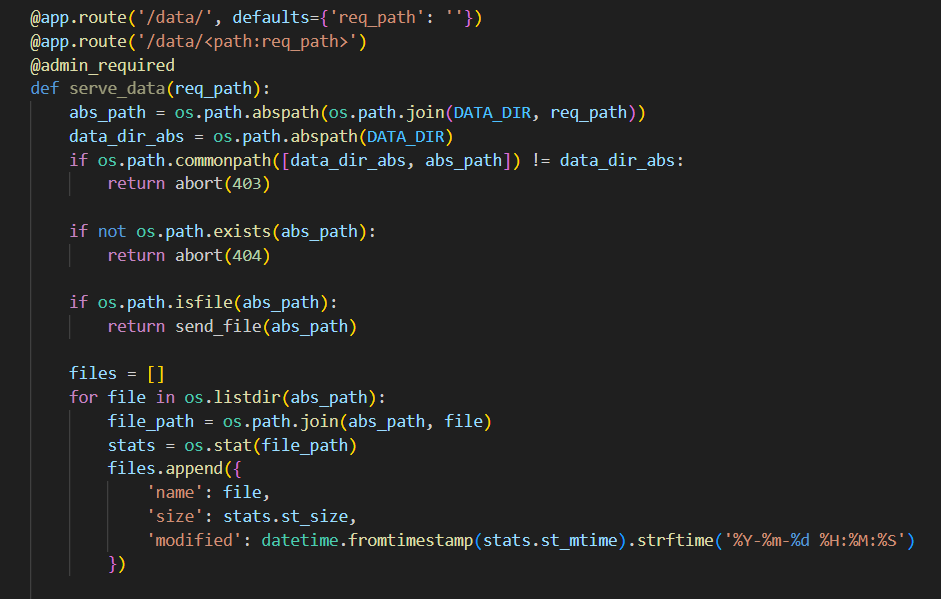 @app.route('/data/', defaults={'req_path': ''})
@app.route('/data/<path:req_path>')
@admin_required
def serve_data(req_path):
    abs_path = os.path.abspath(os.path.join(DATA_DIR, req_path))
    data_dir_abs = os.path.abspath(DATA_DIR)
    if os.path.commonpath([data_dir_abs, abs_path]) != data_dir_abs:
        return abort(403)

    if not os.path.exists(abs_path):
        return abort(404)

    if os.path.isfile(abs_path):
        return send_file(abs_path)

    files = []
    for file in os.listdir(abs_path):
        file_path = os.path.join(abs_path, file)
        stats = os.stat(file_path)
        files.append({
            'name': file,
            'size': stats.st_size,
            'modified': datetime.fromtimestamp(stats.st_mtime).strftime('%Y-%m-%d %H:%M:%S')
        })